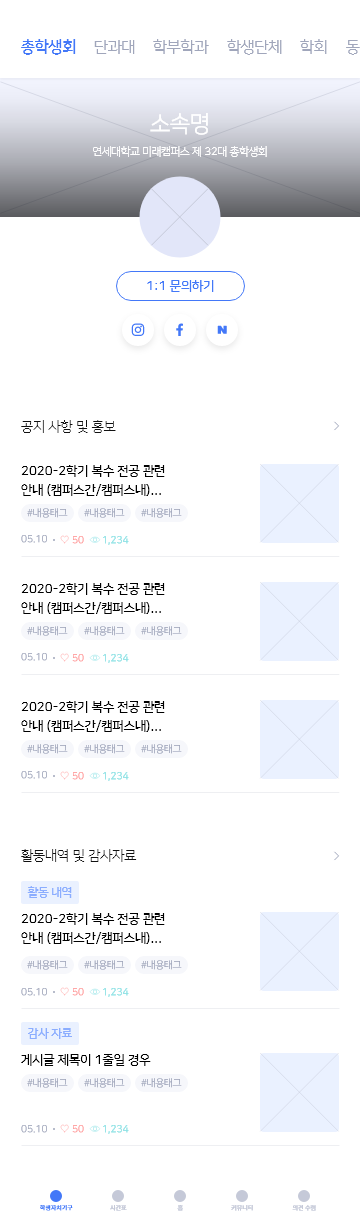 총학생회 단과대 학부학과 학생단체 학회 동
소속명
연세대학교 미래캠퍼스 제 32대 총학생회
1:1 문의하기
공지 사항 및 홍보
2020-2학기 복수 전공 관련
안내 (캠퍼스간/캠퍼스내)...
#내용태그 #내용태그 #내용태그
05.10 • 50 1,234
2020-2학기 복수 전공 관련
안내 (캠퍼스간/캠퍼스내)...
#내용태그 #내용태그 #내용태그
05.10 • 50 1,234
2020-2학기 복수 전공 관련
안내 (캠퍼스간/캠퍼스내)...
#내용태그 #내용태그 #내용태그
05.10 • 50 1,234
활동내역 및 감사자료
활동 내역
2020-2학기 복수 전공 관련
안내 (캠퍼스간/캠퍼스내)...
#내용태그 #내용태그 #내용태그
05.10 • 50 1,234
감사 자료
게시글 제목이 1줄일 경우
#내용태그 #내용태그 #내용태그
05.10 • 50 1,234
학생자치기구 시간표 홈 커뮤니티 의견 수렴